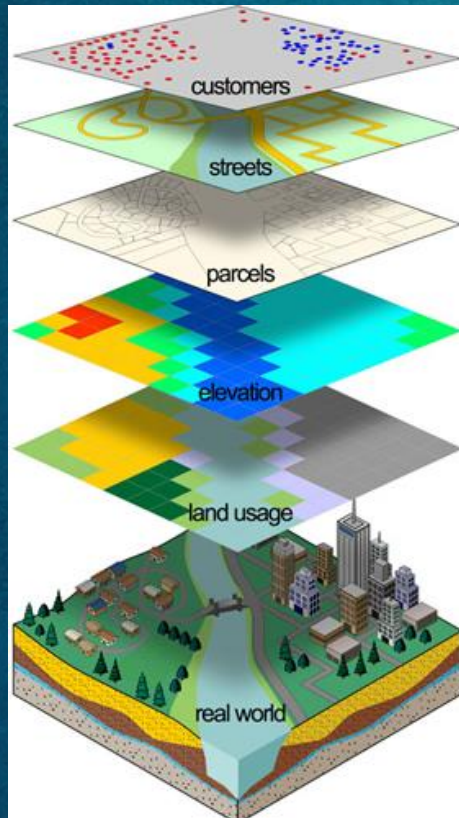 customers
streets
parcels
elevation
land usage
real world